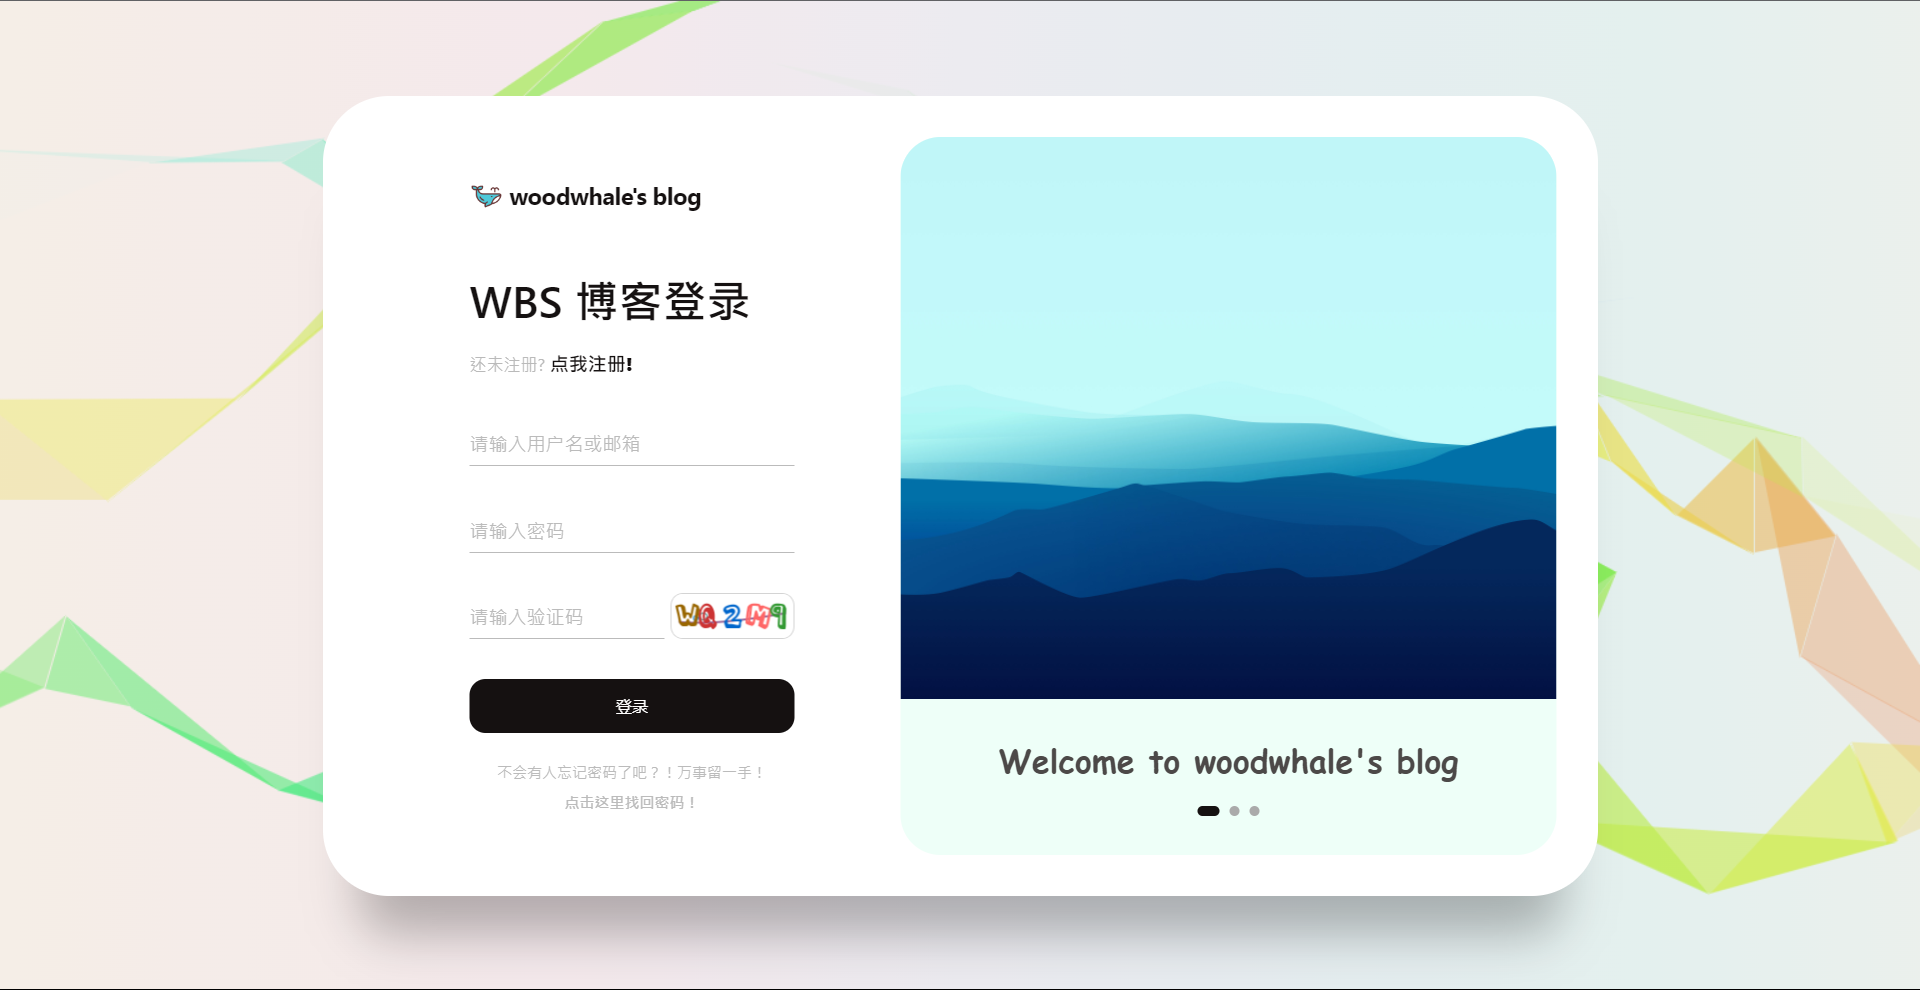 woodwhale's blog
WBS 博客登录
还未注册? 点我注册!
请输入用户名或邮箱
请输入密码
请输入验证码
WQ2M9
登录
不会有人忘记密码了吧？！万事留一手！
点击这里找回密码！
Welcome to woodwhale's blog